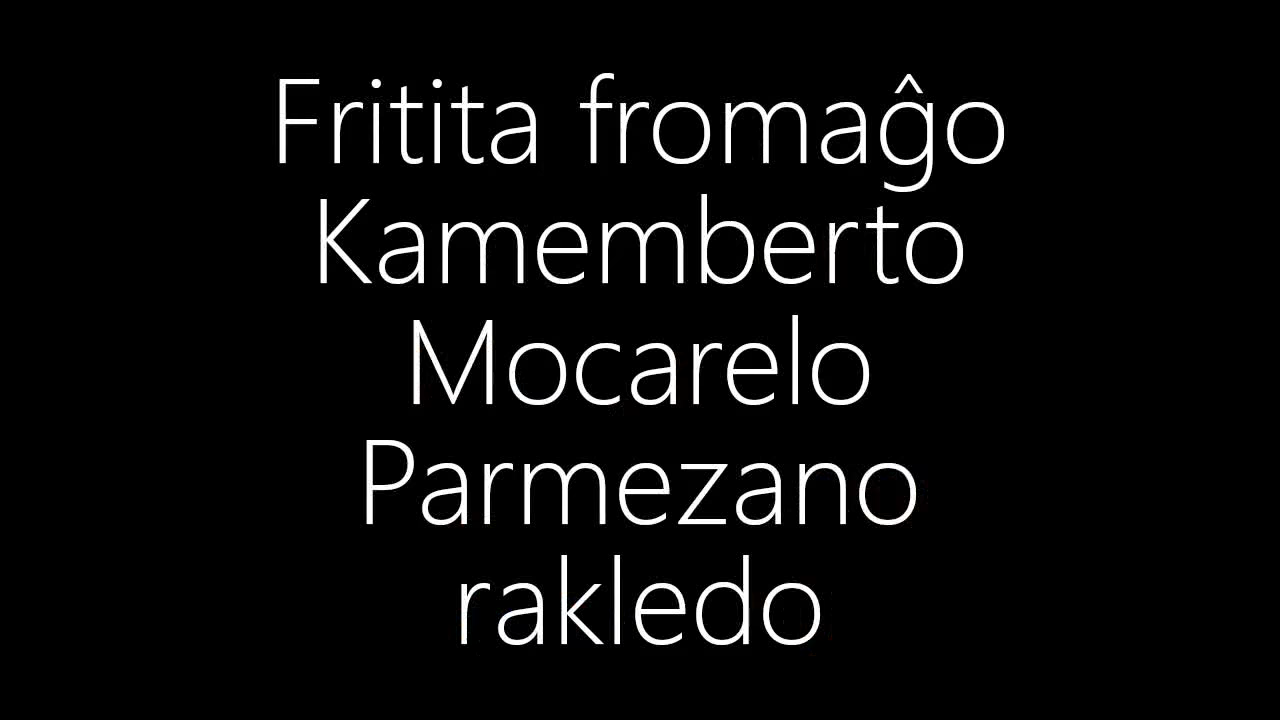 Fritita fromaĝo
Kamemberto
Mocarelo
Parmezano
rakledo